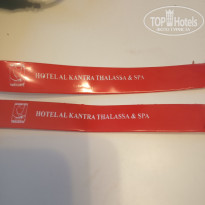 TOP HOTELS
HOTEL AL KANTRA THALASSA & SPA
HOTEL AL KANTRA THALASSA & SPA